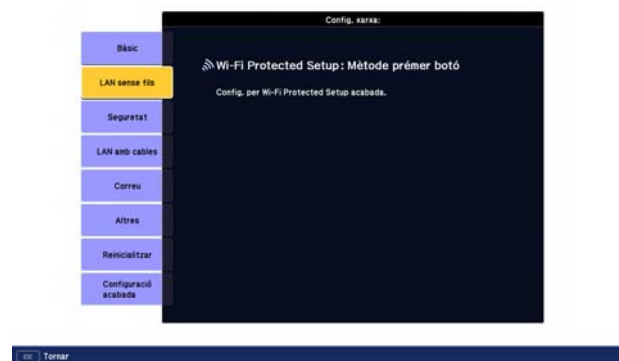 Config. xarxa:
Bàsic
LAN sense fils
Seguretat
LAN amb cables
Correu
Altres
Reinicialitzar
Configuració
acabada
Wi-Fi Protected Setup: Mètode prémer botó
Config. per Wi-Fi Protected Setup acabada.
Esc Tornar